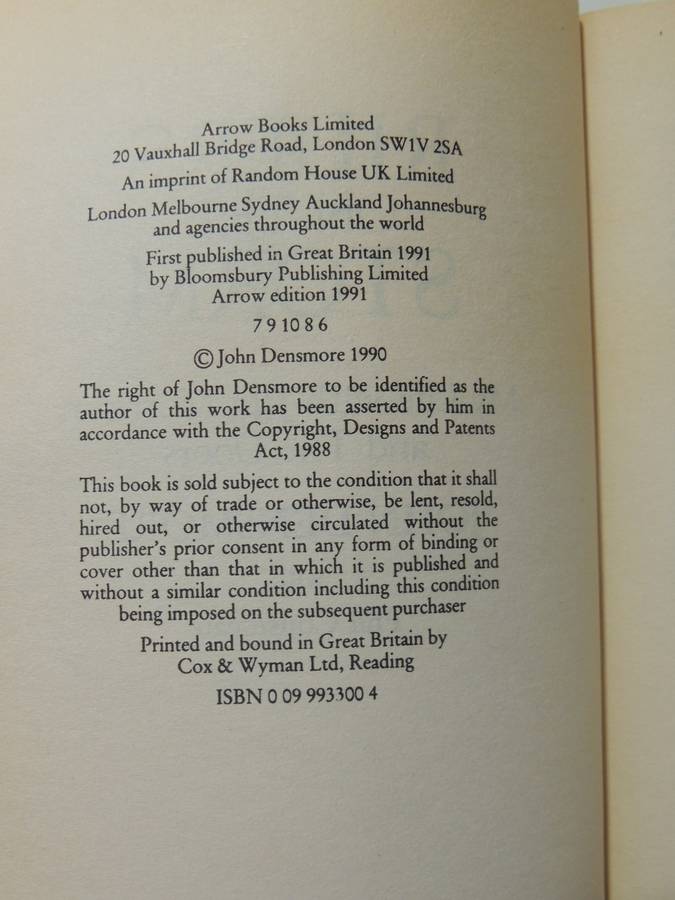 Arrow Books Limited
20 Vauxhall Bridge Road, London SW1V 2SA
An imprint of Random House UK Limited
London Melbourne Sydney Auckland Johannesburg
and agencies throughout the world
First published in Great Britain 1991
by Bloomsbury Publishing Limited
Arrow edition 1991
7 9 10 8 6
© John Densmore 1990
The right of John Densmore to be identified as the
author of this work has been asserted by him in
accordance with the Copyright, Designs and Patents
Act, 1988
This book is sold subject to the condition that it shall
not, by way of trade or otherwise, be lent, resold,
hired out, or otherwise circulated without the
publisher's prior consent in any form of binding or
cover other than that in which it is published and
without a similar condition including this condition
being imposed on the subsequent purchaser
Printed and bound in Great Britain by
Cox & Wyman Ltd, Reading
ISBN 0 09 993300 4